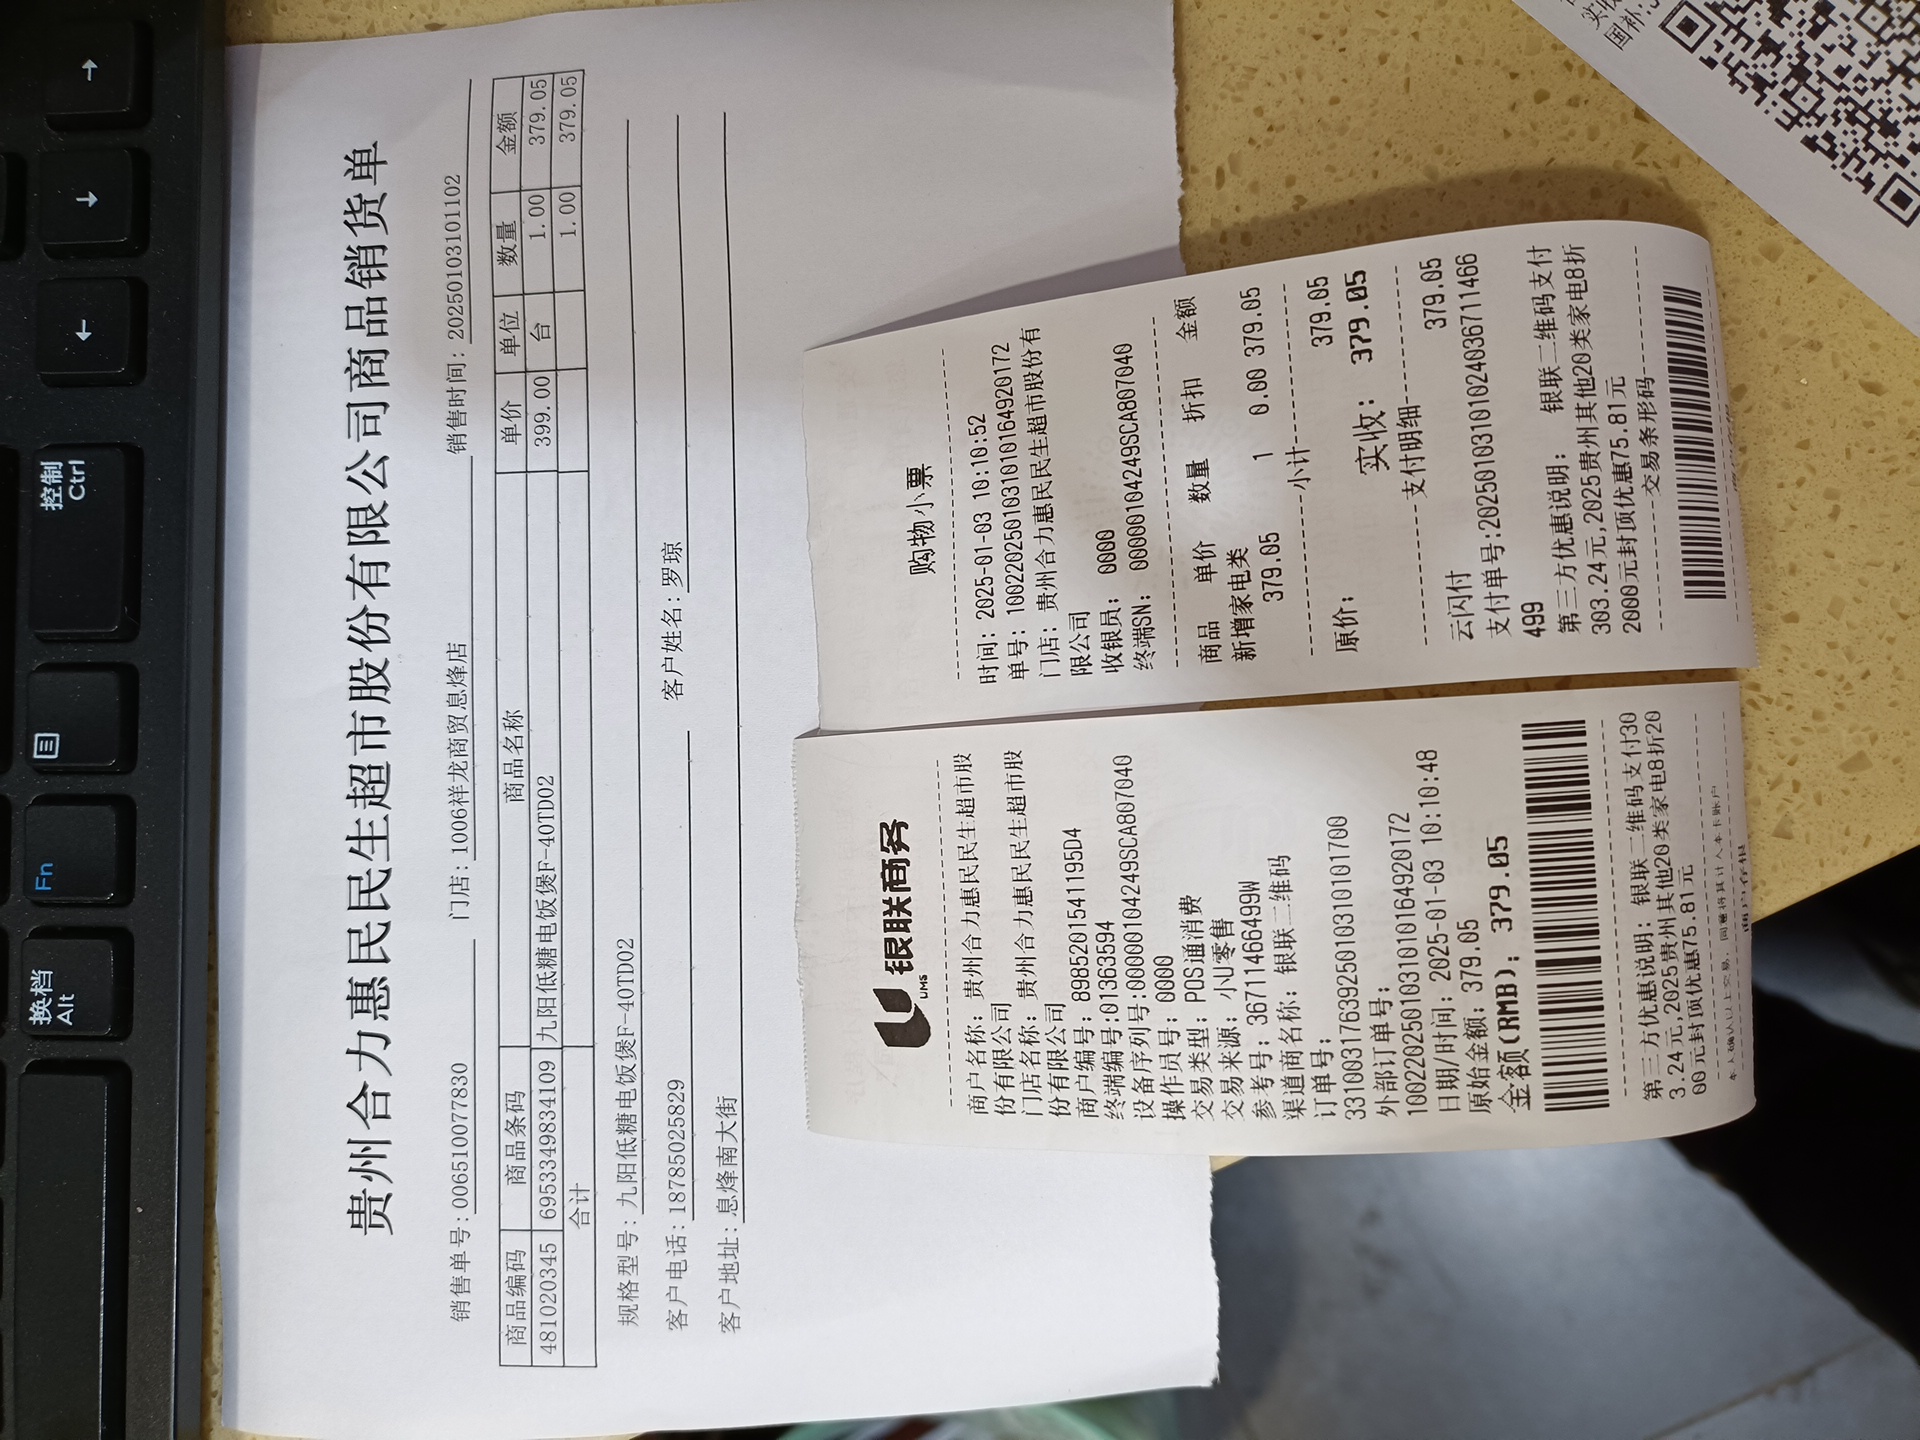 贵州合力惠民民生超市股份有限公司商品销货单
销售单号: 006510077830 门店: 1006祥龙商贸息烽店 销售时间: 20250103101102
商品编码 商品条码 商品名称 单价 单位 数量 金额
481020345 6953349834109 九阳低糖电饭煲F-40TD02 399.00 台 1.00 379.05
合计 1.00 379.05
规格型号: 九阳低糖电饭煲F-40TD02
客户电话: 18785025829 客户姓名: 罗琼
客户地址: 息烽南大街
银联商务
UMS
商户名称: 贵州合力惠民民生超市股
份有限公司
门店名称: 贵州合力惠民民生超市股
份有限公司
商户编号: 8985201541195D4
终端编号:01363594
设备序列号:00000104249SCA807040
操作员号: 0000
交易类型: POS通消费
交易来源: 小U零售
参考号: 36711466499W
渠道商名称: 银联二维码
订单号:
33100317639250103101017​00
外部订单号:
10022025010310101649201​72
日期/时间: 2025-01-03 10:10:48
原始金额: 379.05
金额(RMB): 379.05
第三方优惠说明: 银联二维码支付30
3.24元,2025贵州其他20类家电8折20
00元封顶优惠75.81元
购物小票
时间: 2025-01-03 10:10:52
单号: 10022025010310101649201​72
门店: 贵州合力惠民民生超市股份有
限公司
收银员: 0000
终端SN: 00000104249SCA807040
商品 单价 数量 折扣 金额
新增家电类
379.05 1 0.00 379.05
小计
原价: 379.05
实收: 379.05
支付明细
云闪付 379.05
支付单号:20250103101024036711466
499
第三方优惠说明: 银联二维码支付
303.24元,2025贵州其他20类家电8折
2000元封顶优惠75.81元
交易条形码
换档
Alt
Fn
控制
Ctrl
国补